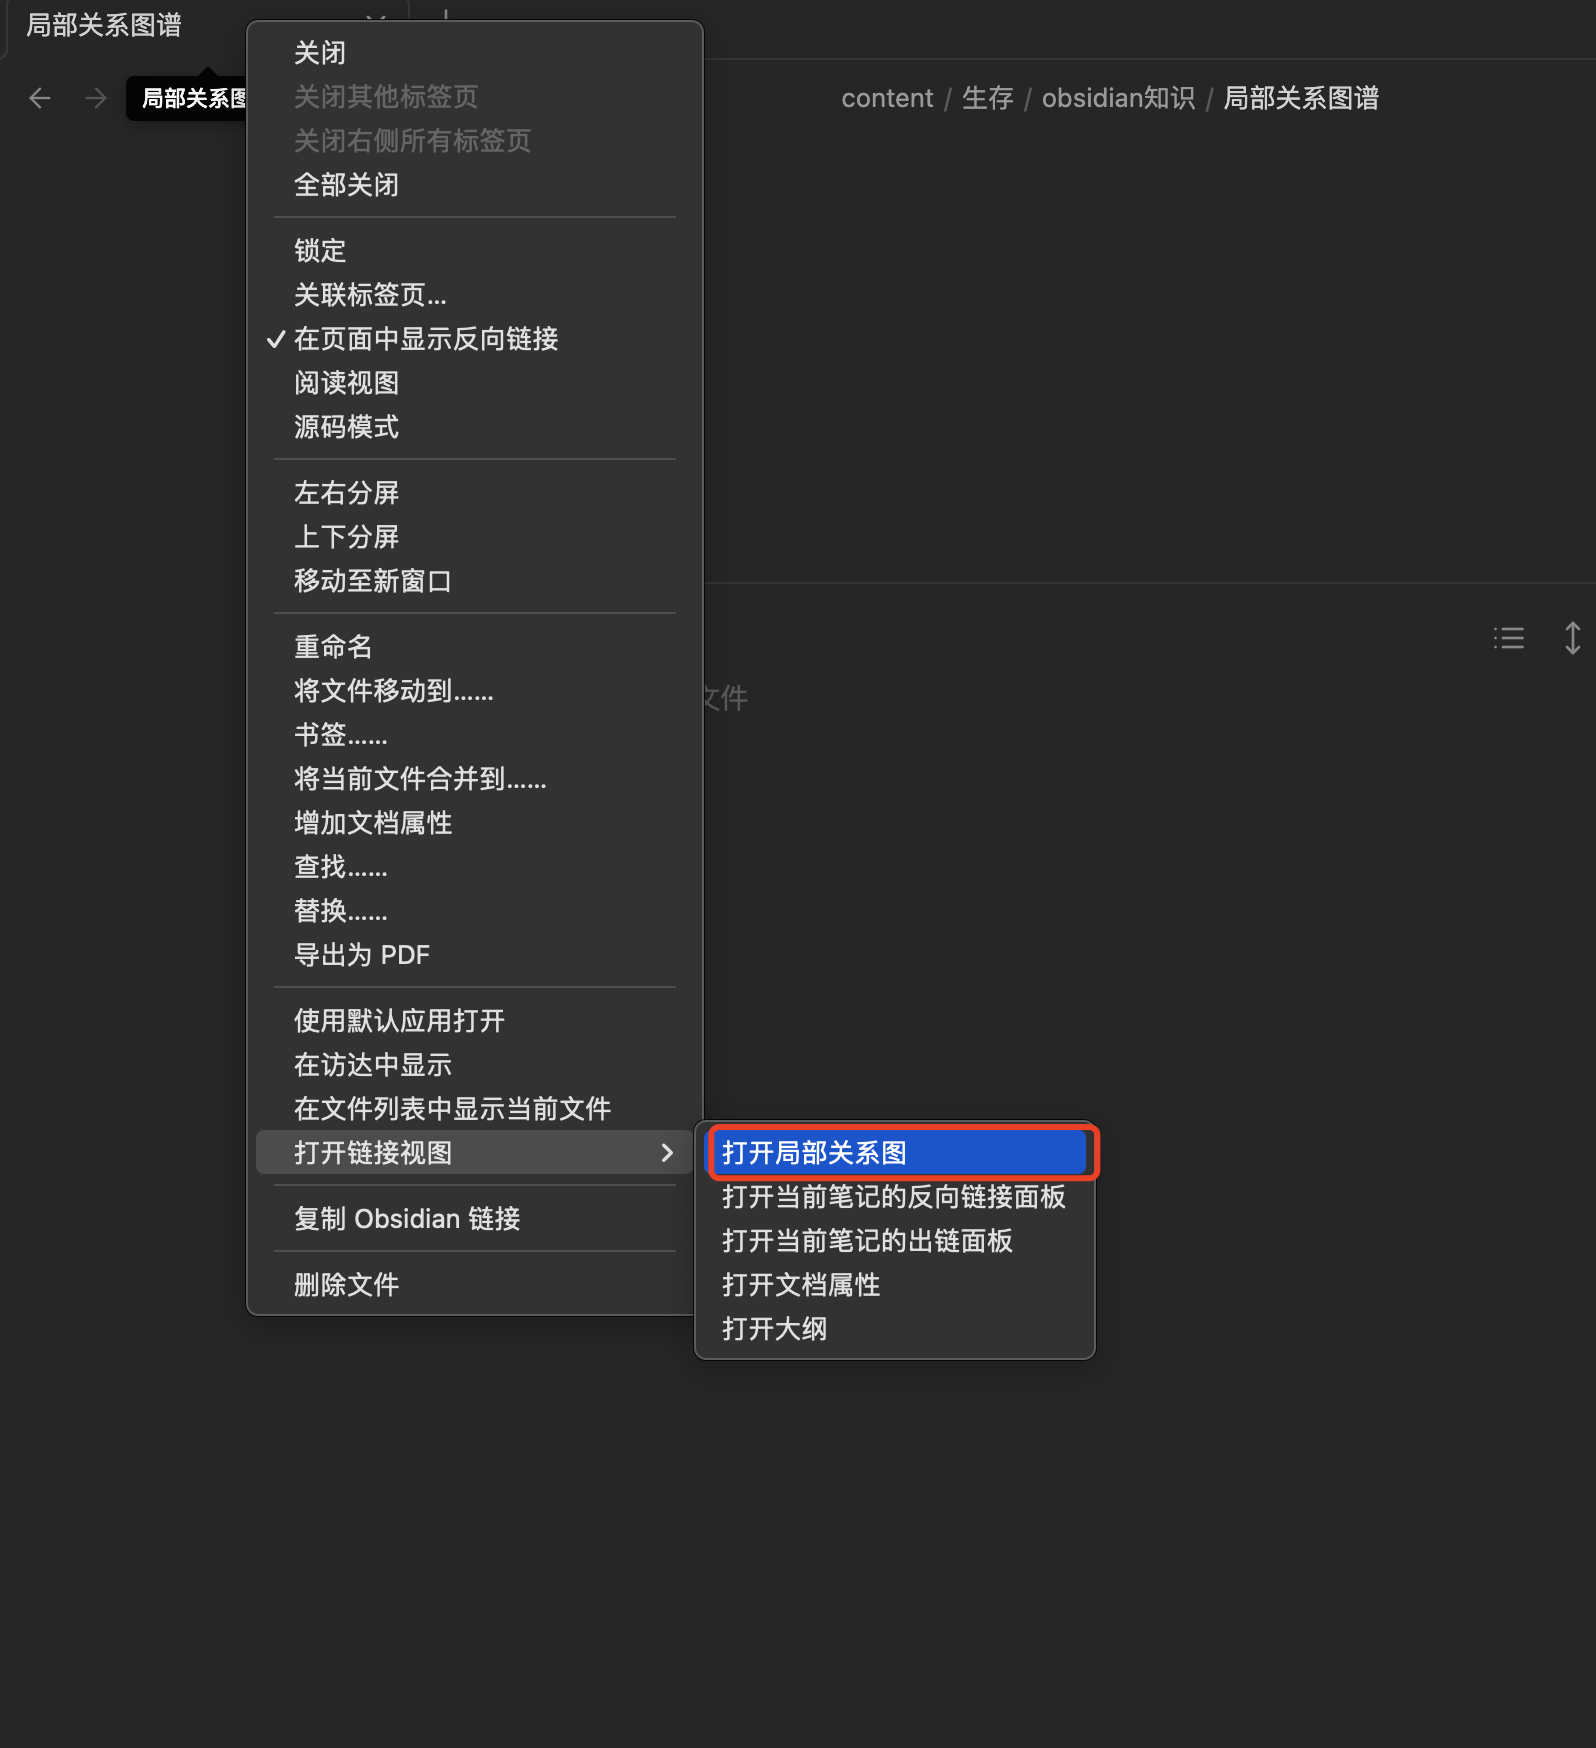 局部关系图谱
局部关系图
content / 生存 / obsidian知识 / 局部关系图谱
关闭
关闭其他标签页
关闭右侧所有标签页
全部关闭
锁定
关联标签页...
在页面中显示反向链接
阅读视图
源码模式
左右分屏
上下分屏
移动至新窗口
重命名
将文件移动到......
书签......
将当前文件合并到......
增加文档属性
查找......
替换......
导出为 PDF
使用默认应用打开
在访达中显示
在文件列表中显示当前文件
打开链接视图
复制 Obsidian 链接
删除文件
文件
打开局部关系图
打开当前笔记的反向链接面板
打开当前笔记的出链面板
打开文档属性
打开大纲